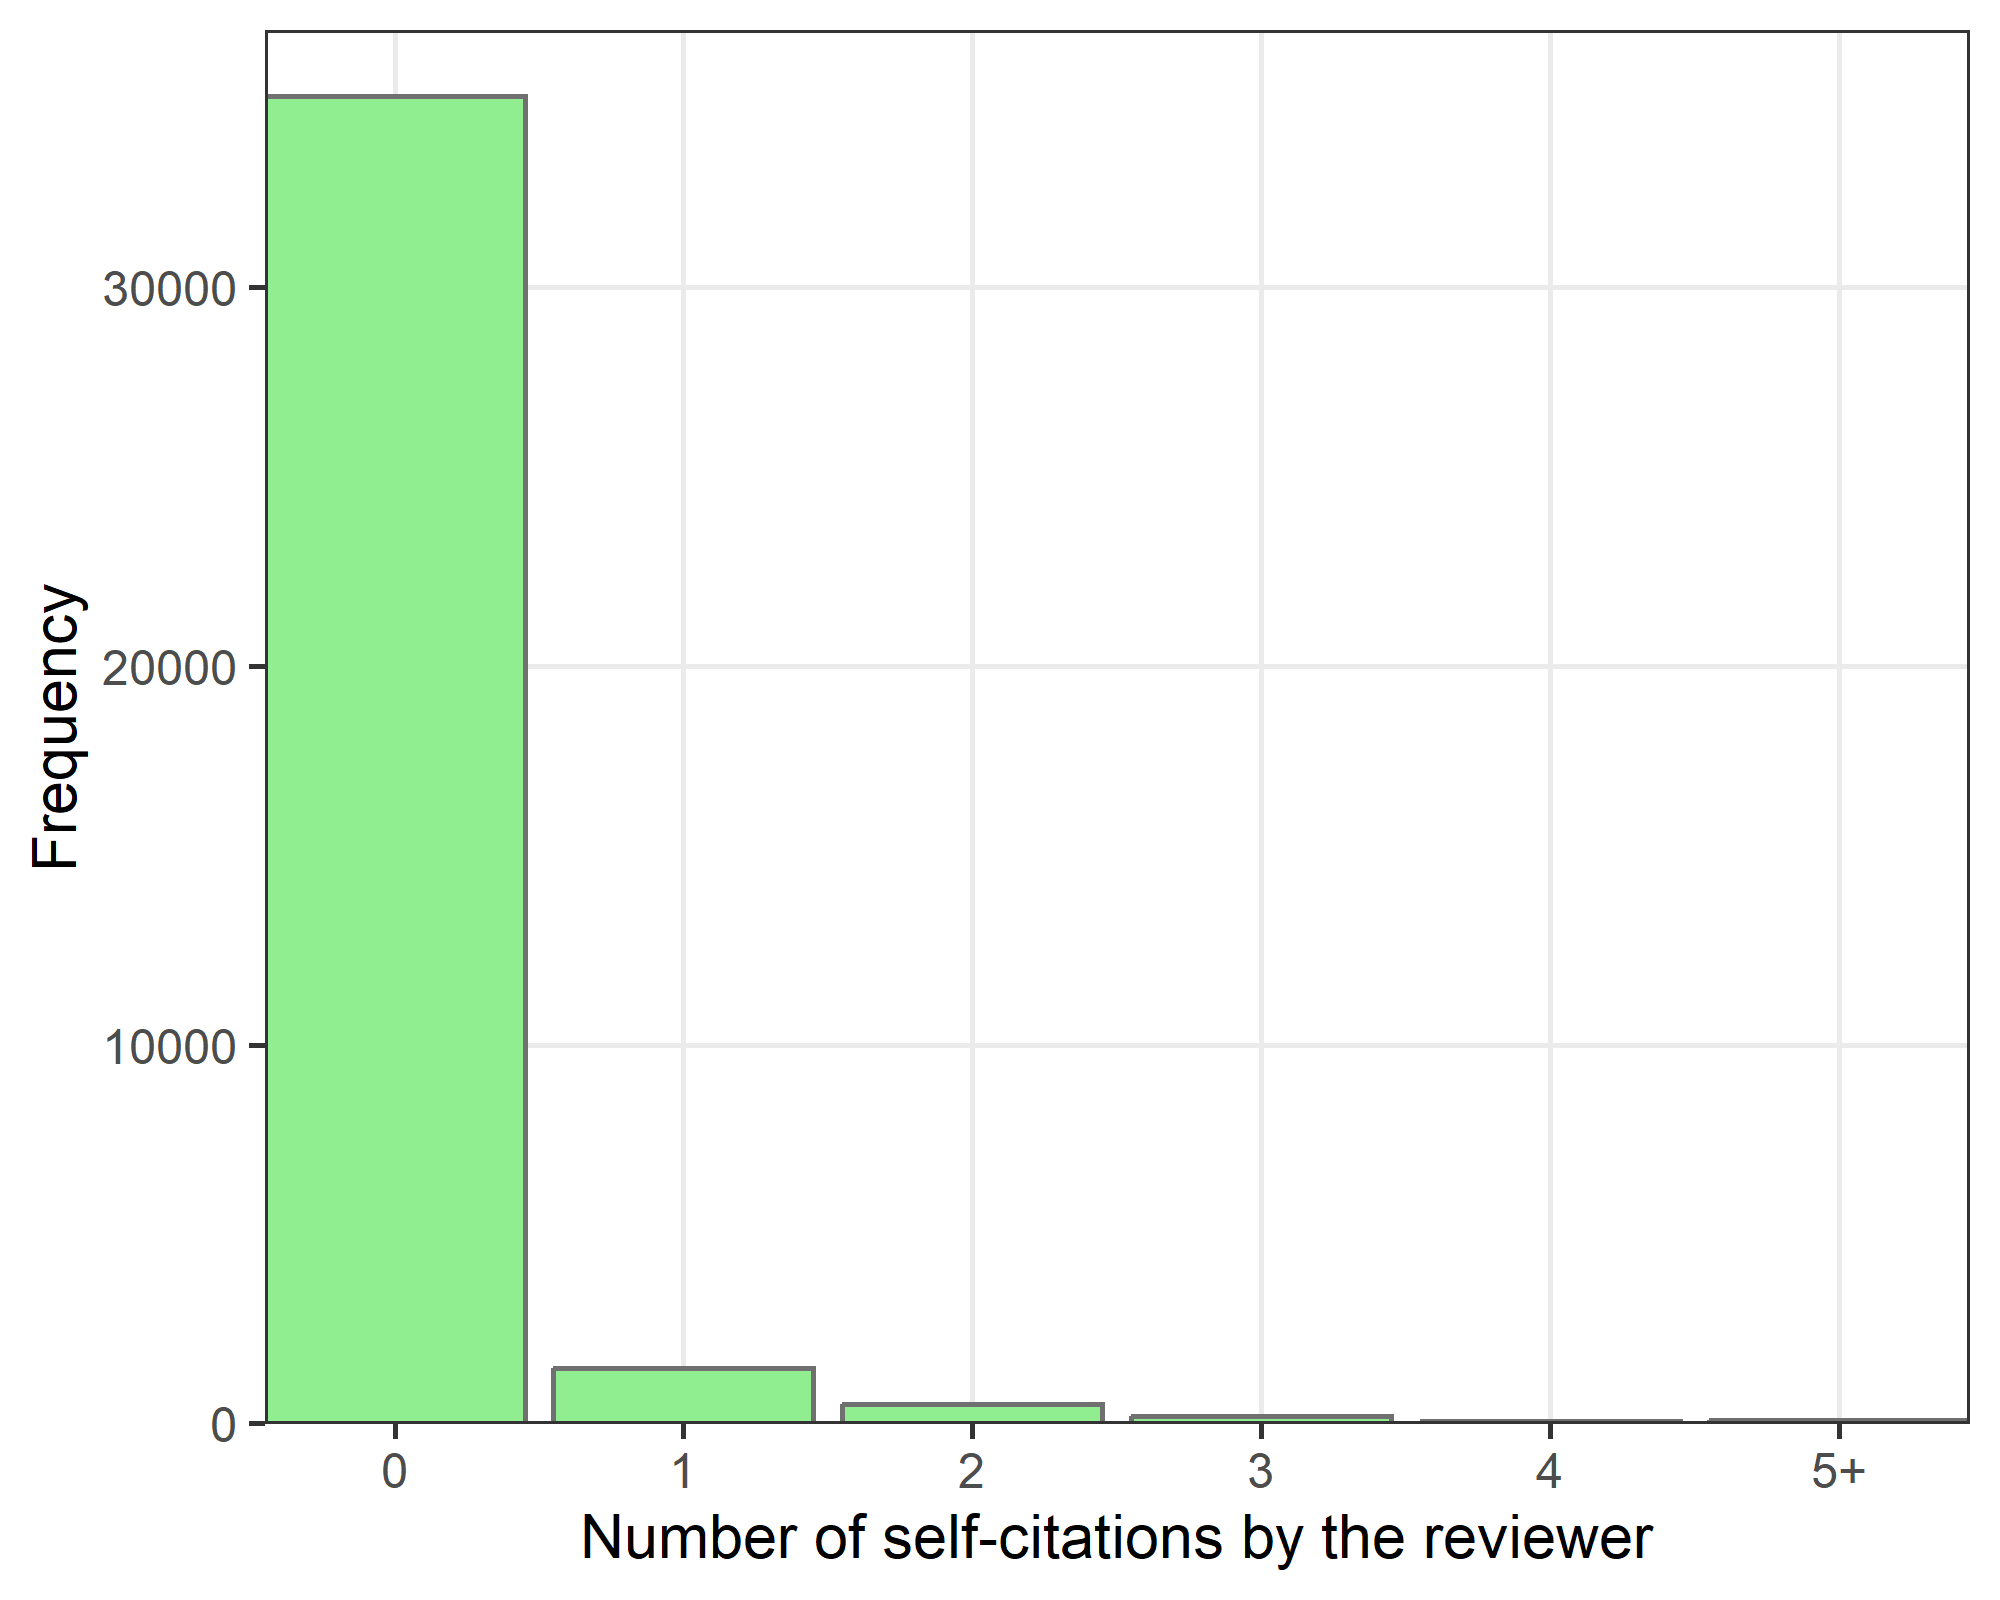 Frequency
30000
20000
10000
0
0 1 2 3 4 5+
Number of self-citations by the reviewer